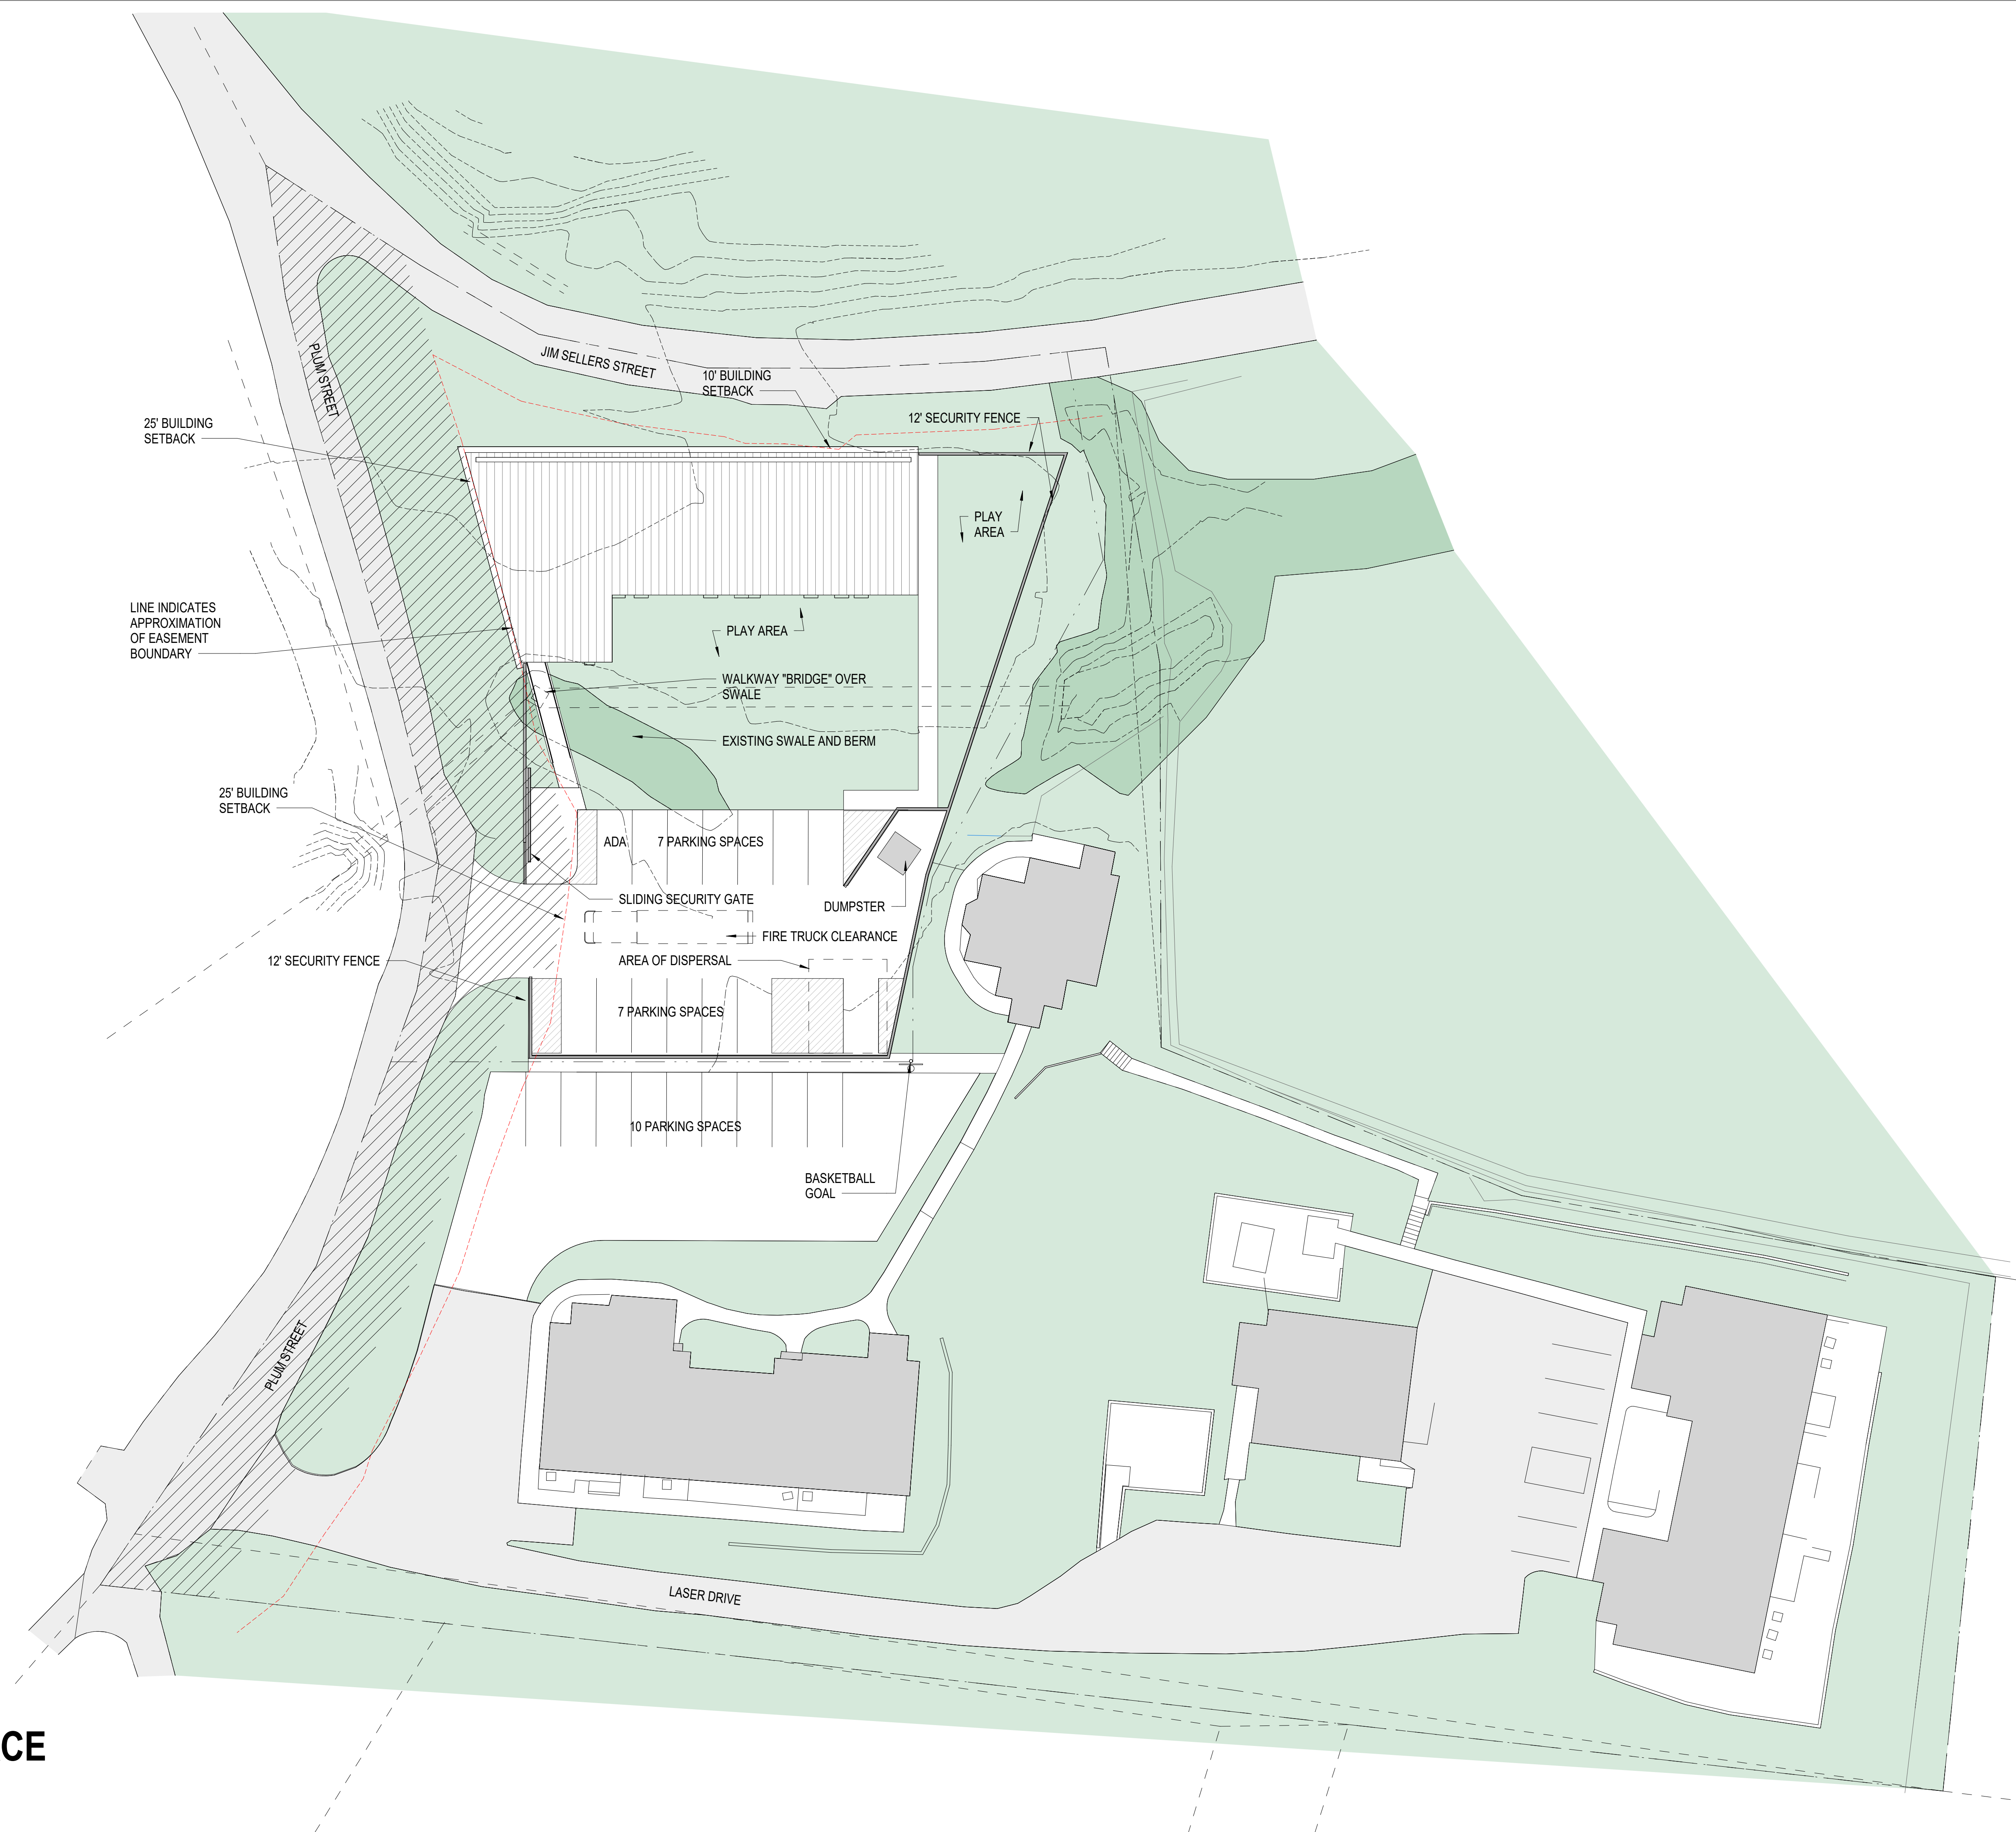 JIM SELLERS STREET
PLUM STREET
10' BUILDING
SETBACK
25' BUILDING
SETBACK
12' SECURITY FENCE
PLAY
AREA
LINE INDICATES
APPROXIMATION
OF EASEMENT
BOUNDARY
PLAY AREA
WALKWAY "BRIDGE" OVER
SWALE
EXISTING SWALE AND BERM
25' BUILDING
SETBACK
ADA
7 PARKING SPACES
SLIDING SECURITY GATE
DUMPSTER
FIRE TRUCK CLEARANCE
12' SECURITY FENCE
AREA OF DISPERSAL
7 PARKING SPACES
10 PARKING SPACES
BASKETBALL
GOAL
PLUM STREET
LASER DRIVE
CE